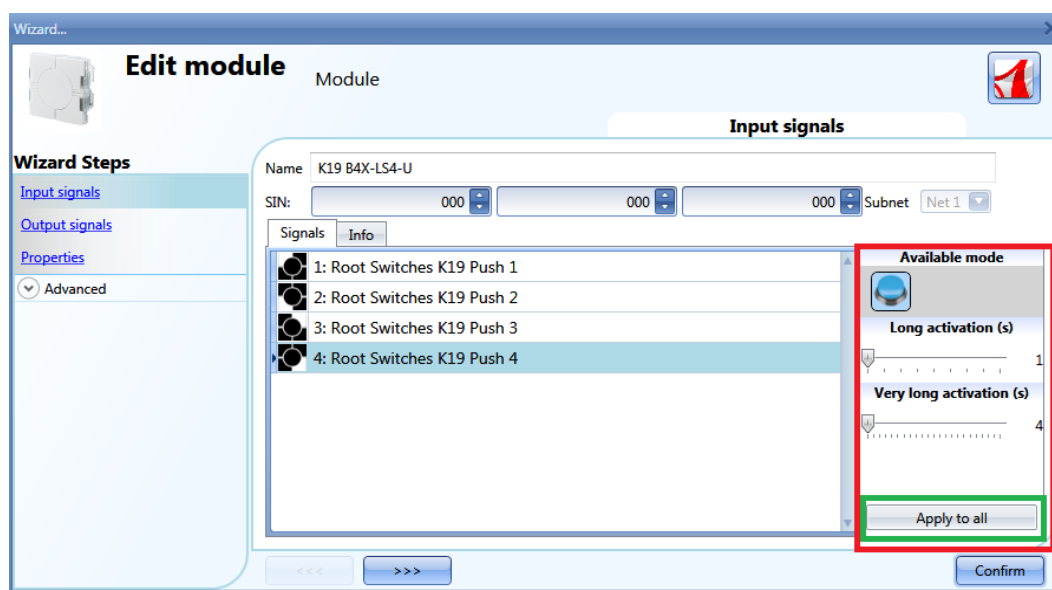 Wizard...
Edit module
Module
Input signals
Wizard Steps
Input signals
Output signals
Properties
Advanced
Name K19 B4X-LS4-U
SIN: 000 000 000 Subnet Net 1
Signals Info
1: Root Switches K19 Push 1
2: Root Switches K19 Push 2
3: Root Switches K19 Push 3
4: Root Switches K19 Push 4
Available mode
Long activation (s)
1
Very long activation (s)
4
Apply to all
<<< >>> Confirm